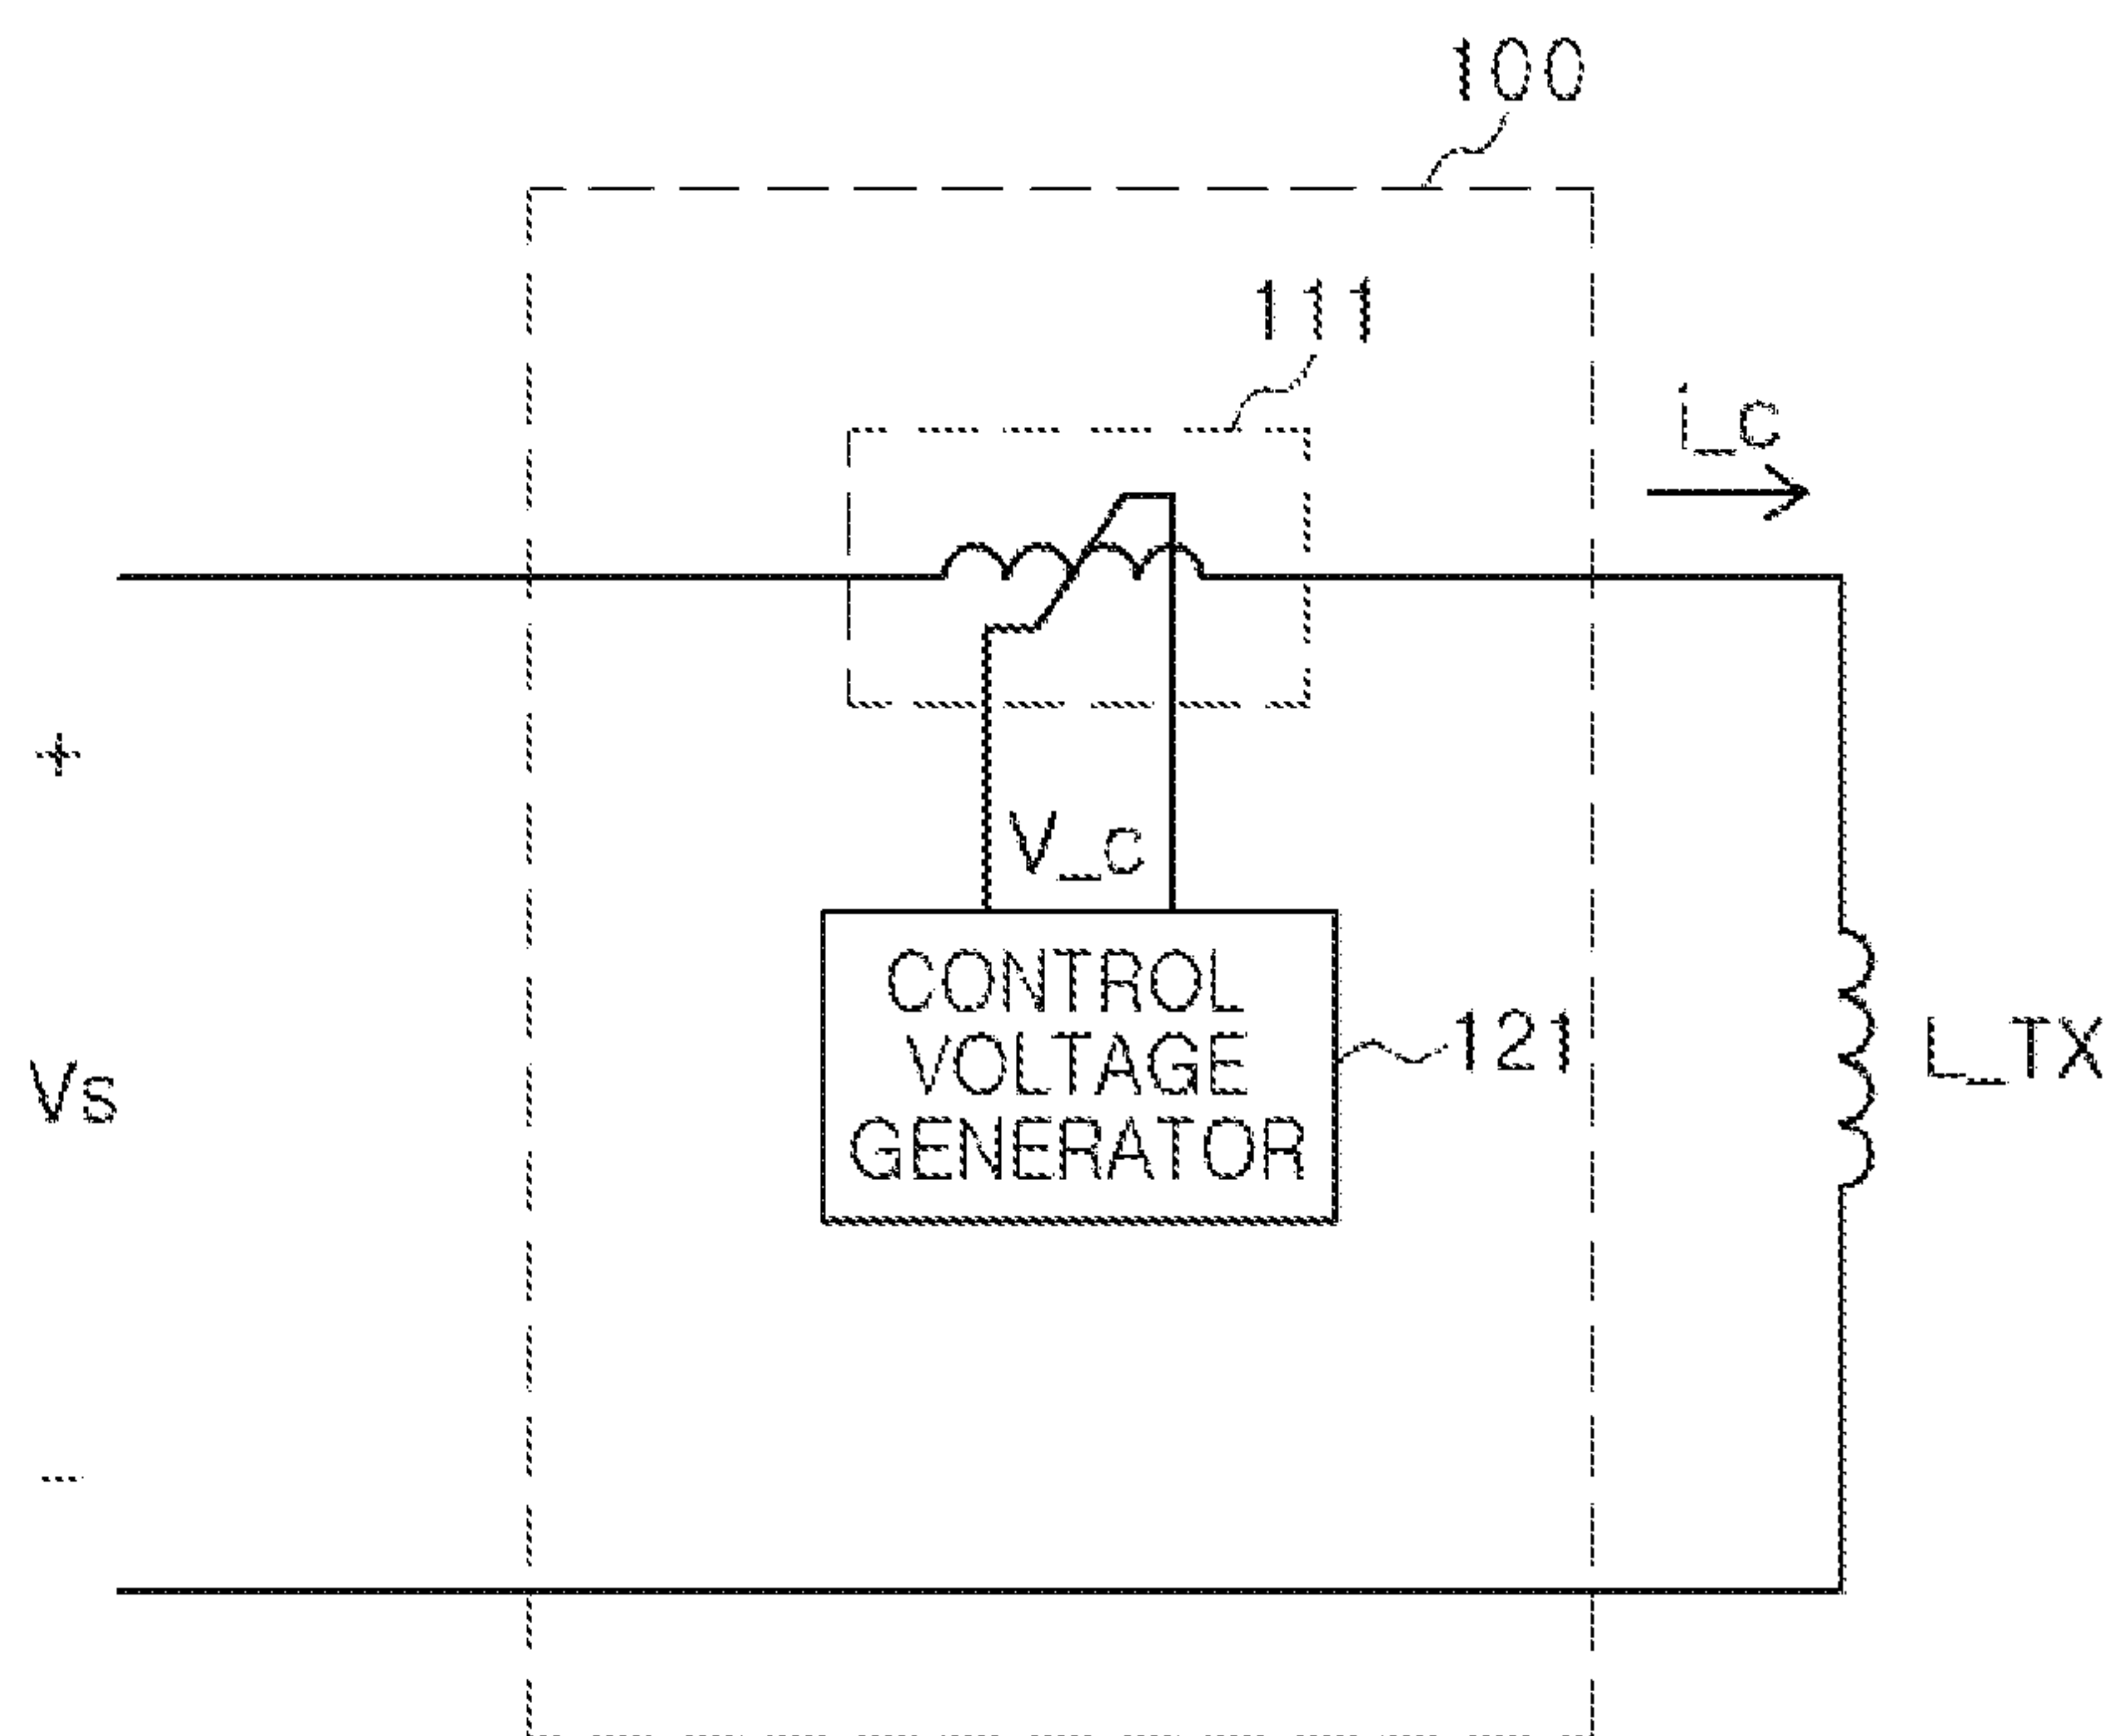 100
111
i_c
+
V_c
CONTROL
VOLTAGE
GENERATOR
121
L_TX
Vs
-